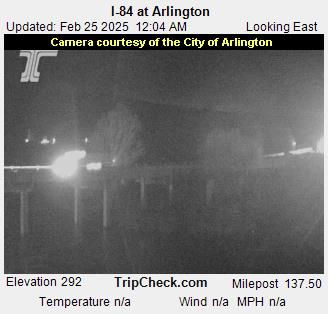 I-84 at Arlington
Updated: Feb 25 2025 12:04 AM Looking East
Camera courtesy of the City of Arlington
Elevation 292 TripCheck.com Milepost 137.50
Temperature n/a Wind n/a MPH n/a